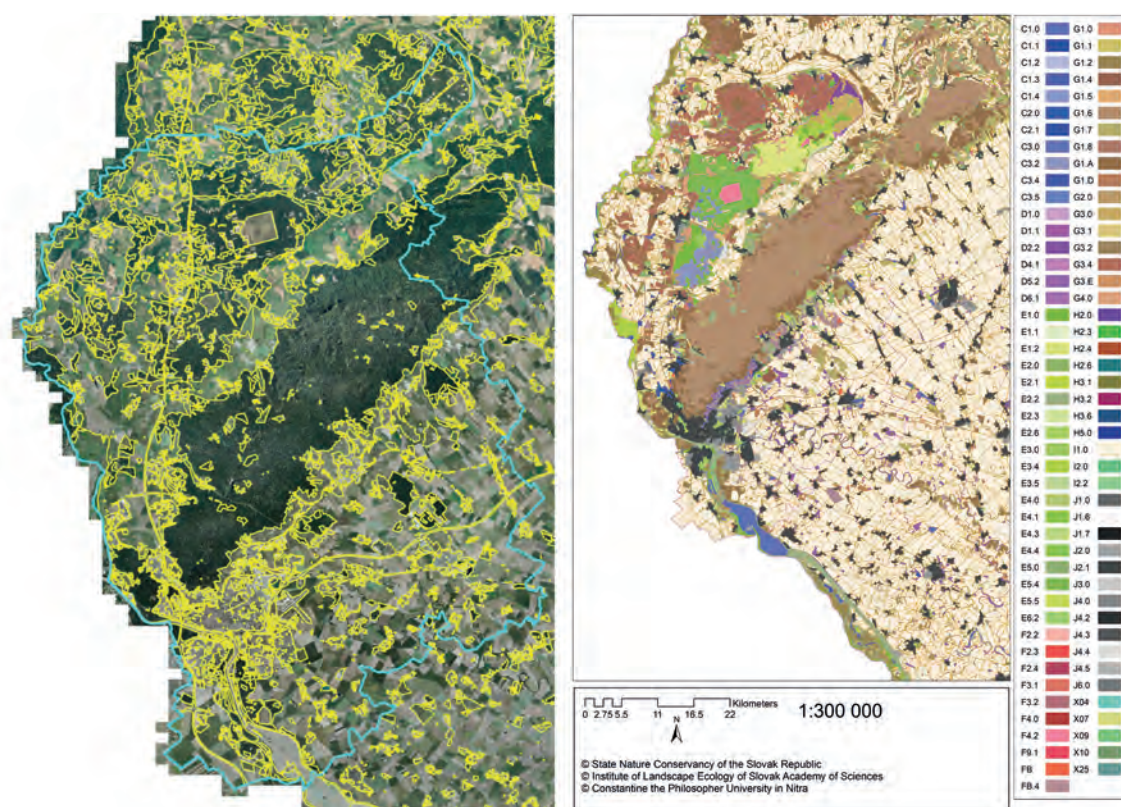 C1.0 G1.0
C1.1 G1.1
C1.2 G1.2
C1.3 G1.4
C1.4 G1.5
C2.0 G1.6
C2.1 G1.7
C3.0 G1.8
C3.2 G1.A
C3.4 G1.D
C3.5 G2.0
D1.0 G3.0
D1.1 G3.1
D2.2 G3.2
D4.1 G3.4
D5.2 G3.E
D6.1 G4.0
E1.0 H2.0
E1.1 H2.3
E1.2 H2.4
E2.0 H2.6
E2.1 H3.1
E2.2 H3.2
E2.3 H3.6
E2.6 H5.0
E3.0 I1.0
E3.4 I2.0
E3.5 I2.2
E4.0 J1.0
E4.1 J1.6
E4.3 J1.7
E4.4 J2.0
E5.0 J2.1
E5.4 J3.0
E5.5 J4.0
E6.2 J4.2
F2.2 J4.3
F2.3 J4.4
F2.4 J4.5
F3.1 J6.0
F3.2 X04
F4.0 X07
F4.2 X09
F9.1 X10
FB X25
FB.4
Kilometers
0 2.75 5.5 11 16.5 22
1:300 000
N
© State Nature Conservancy of the Slovak Republic
© Institute of Landscape Ecology of Slovak Academy of Sciences
© Constantine the Philosopher University in Nitra